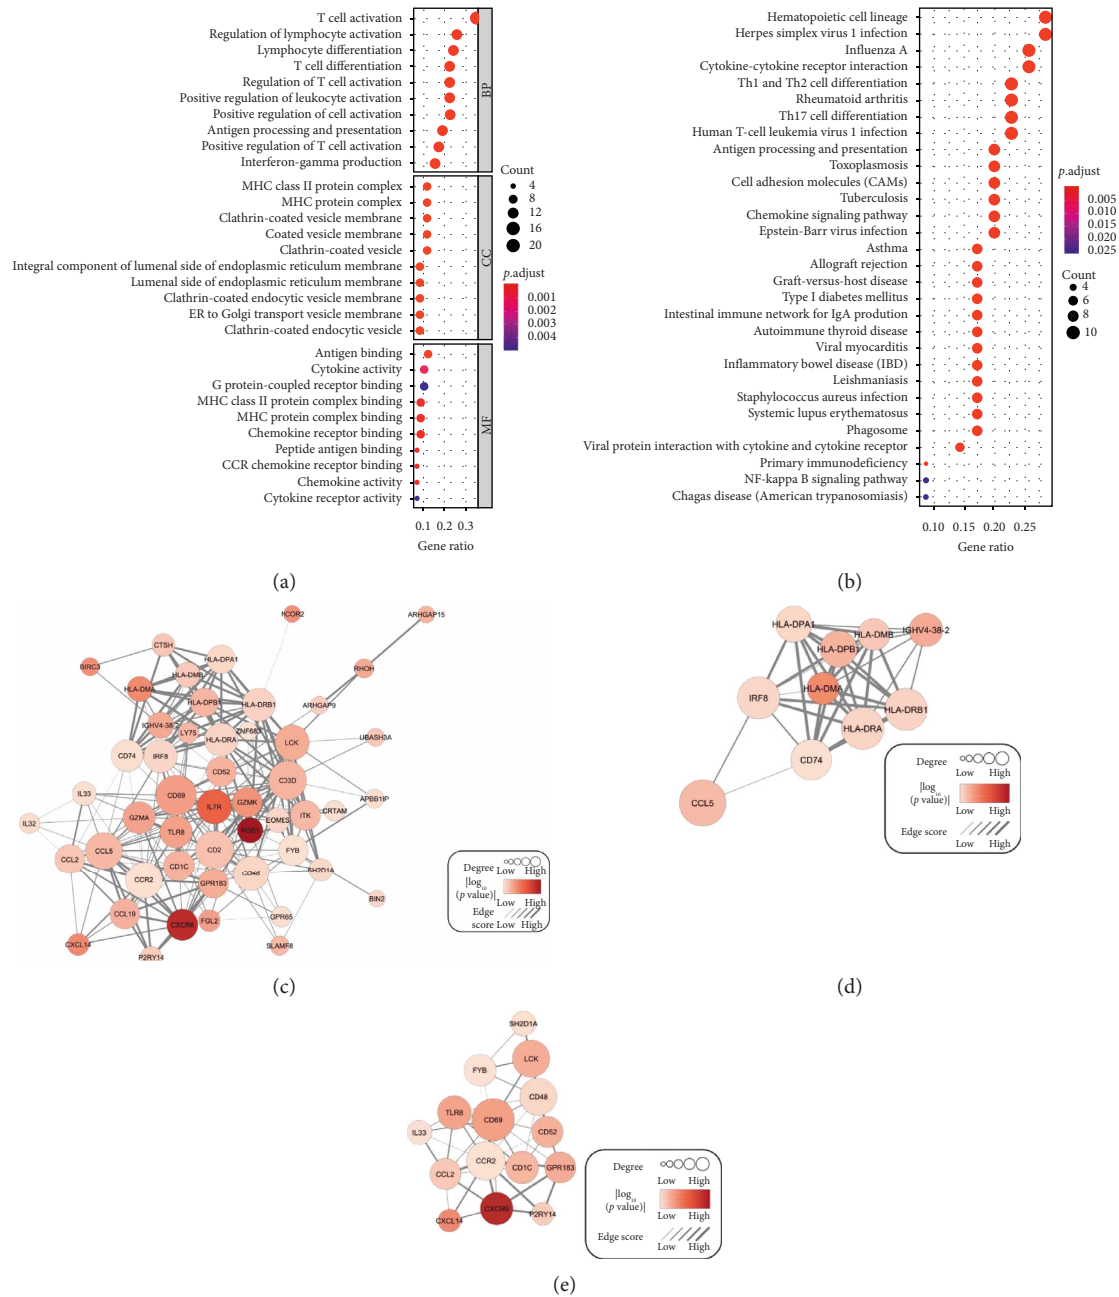 T cell activation
Regulation of lymphocyte activation
Lymphocyte differentiation
T cell differentiation
Regulation of T cell activation
Positive regulation of leukocyte activation
Positive regulation of cell activation
Antigen processing and presentation
Positive regulation of T cell activation
Interferon-gamma production
BP
MHC class II protein complex
MHC protein complex
Clathrin-coated vesicle membrane
Coated vesicle membrane
Clathrin-coated vesicle
Integral component of lumenal side of endoplasmic reticulum membrane
Lumenal side of endoplasmic reticulum membrane
Clathrin-coated endocytic vesicle membrane
ER to Golgi transport vesicle membrane
Clathrin-coated endocytic vesicle
CC
Antigen binding
Cytokine activity
G protein-coupled receptor binding
MHC class II protein complex binding
MHC protein complex binding
Chemokine receptor binding
Peptide antigen binding
CCR chemokine receptor binding
Chemokine activity
Cytokine receptor activity
MF
0.1 0.2 0.3
Gene ratio
Count
4
8
12
16
20
p.adjust
0.001
0.002
0.003
0.004
(a)
Hematopoietic cell lineage
Herpes simplex virus 1 infection
Influenza A
Cytokine-cytokine receptor interaction
Th1 and Th2 cell differentiation
Rheumatoid arthritis
Th17 cell differentiation
Human T-cell leukemia virus 1 infection
Antigen processing and presentation
Toxoplasmosis
Cell adhesion molecules (CAMs)
Tuberculosis
Chemokine signaling pathway
Epstein-Barr virus infection
Asthma
Allograft rejection
Graft-versus-host disease
Type I diabetes mellitus
Intestinal immune network for IgA prodution
Autoimmune thyroid disease
Viral myocarditis
Inflammatory bowel disease (IBD)
Leishmaniasis
Staphylococcus aureus infection
Systemic lupus erythematosus
Phagosome
Viral protein interaction with cytokine and cytokine receptor
Primary immunodeficiency
NF-kappa B signaling pathway
Chagas disease (American trypanosomiasis)
0.10 0.15 0.20 0.25
Gene ratio
p.adjust
0.005
0.010
0.015
0.020
0.025
Count
4
6
8
10
(b)
NCOR2
ARHGAP15
CTSH
HLA-DPA1
BIRC3
HLA-DMB
RHOH
HLA-DMA
HLA-DPB1
HLA-DRB1
ARHGAP9
IGHV4-38-2
LY75
ZNF683
HLA-DRA
LCK
UBASH3A
CD74
IRF8
CD52
CD3D
IL33
CD69
IL7R
GZMK
APBB1IP
IL32
GZMA
TLR8
RGS1
EOMES
ITK
CRTAM
CCL5
CD2
FYB
CCL2
CD1C
CD48
SH2D1A
CCR2
GPR183
BIN2
CCL19
CXCR6
FGL2
GPR65
CXCL14
P2RY14
SLAMF8
Degree
Low High
|log10
(p value)|
Low High
Edge
score
Low High
(c)
HLA-DPA1
HLA-DMB
IGHV4-38-2
HLA-DPB1
HLA-DMA
IRF8
HLA-DRB1
HLA-DRA
CD74
CCL5
Degree
Low High
|log10
(p value)|
Low High
Edge score
Low High
(d)
SH2D1A
LCK
FYB
CD48
TLR8
CD69
IL33
CD52
CCR2
CCL2
CD1C
GPR183
CXCL14
CXCR6
P2RY14
Degree
Low High
|log10
(p value)|
Low High
Edge score
Low High
(e)